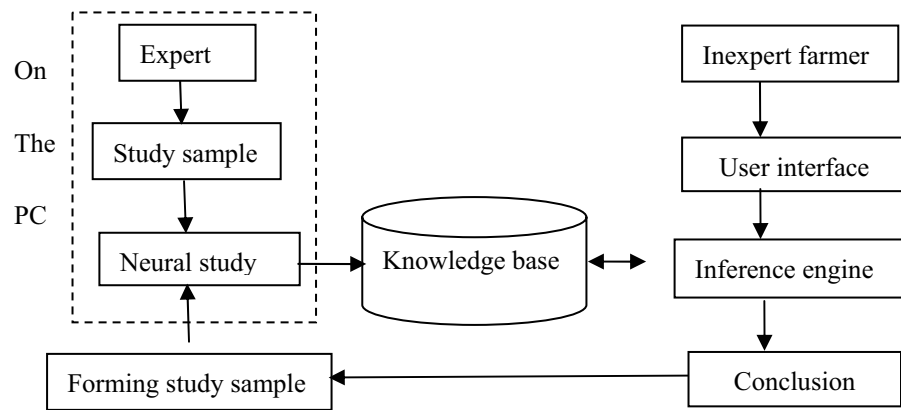 On
The
PC
Expert
Study sample
Neural study
Forming study sample
Knowledge base
Inexpert farmer
User interface
Inference engine
Conclusion